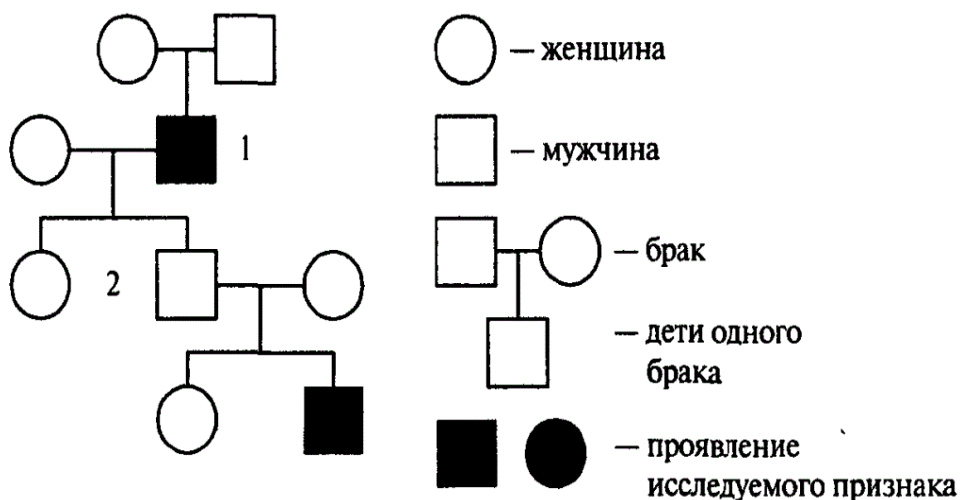 1
2
— женщина
— мужчина
— брак
— дети одного
брака
— проявление
исследуемого признака